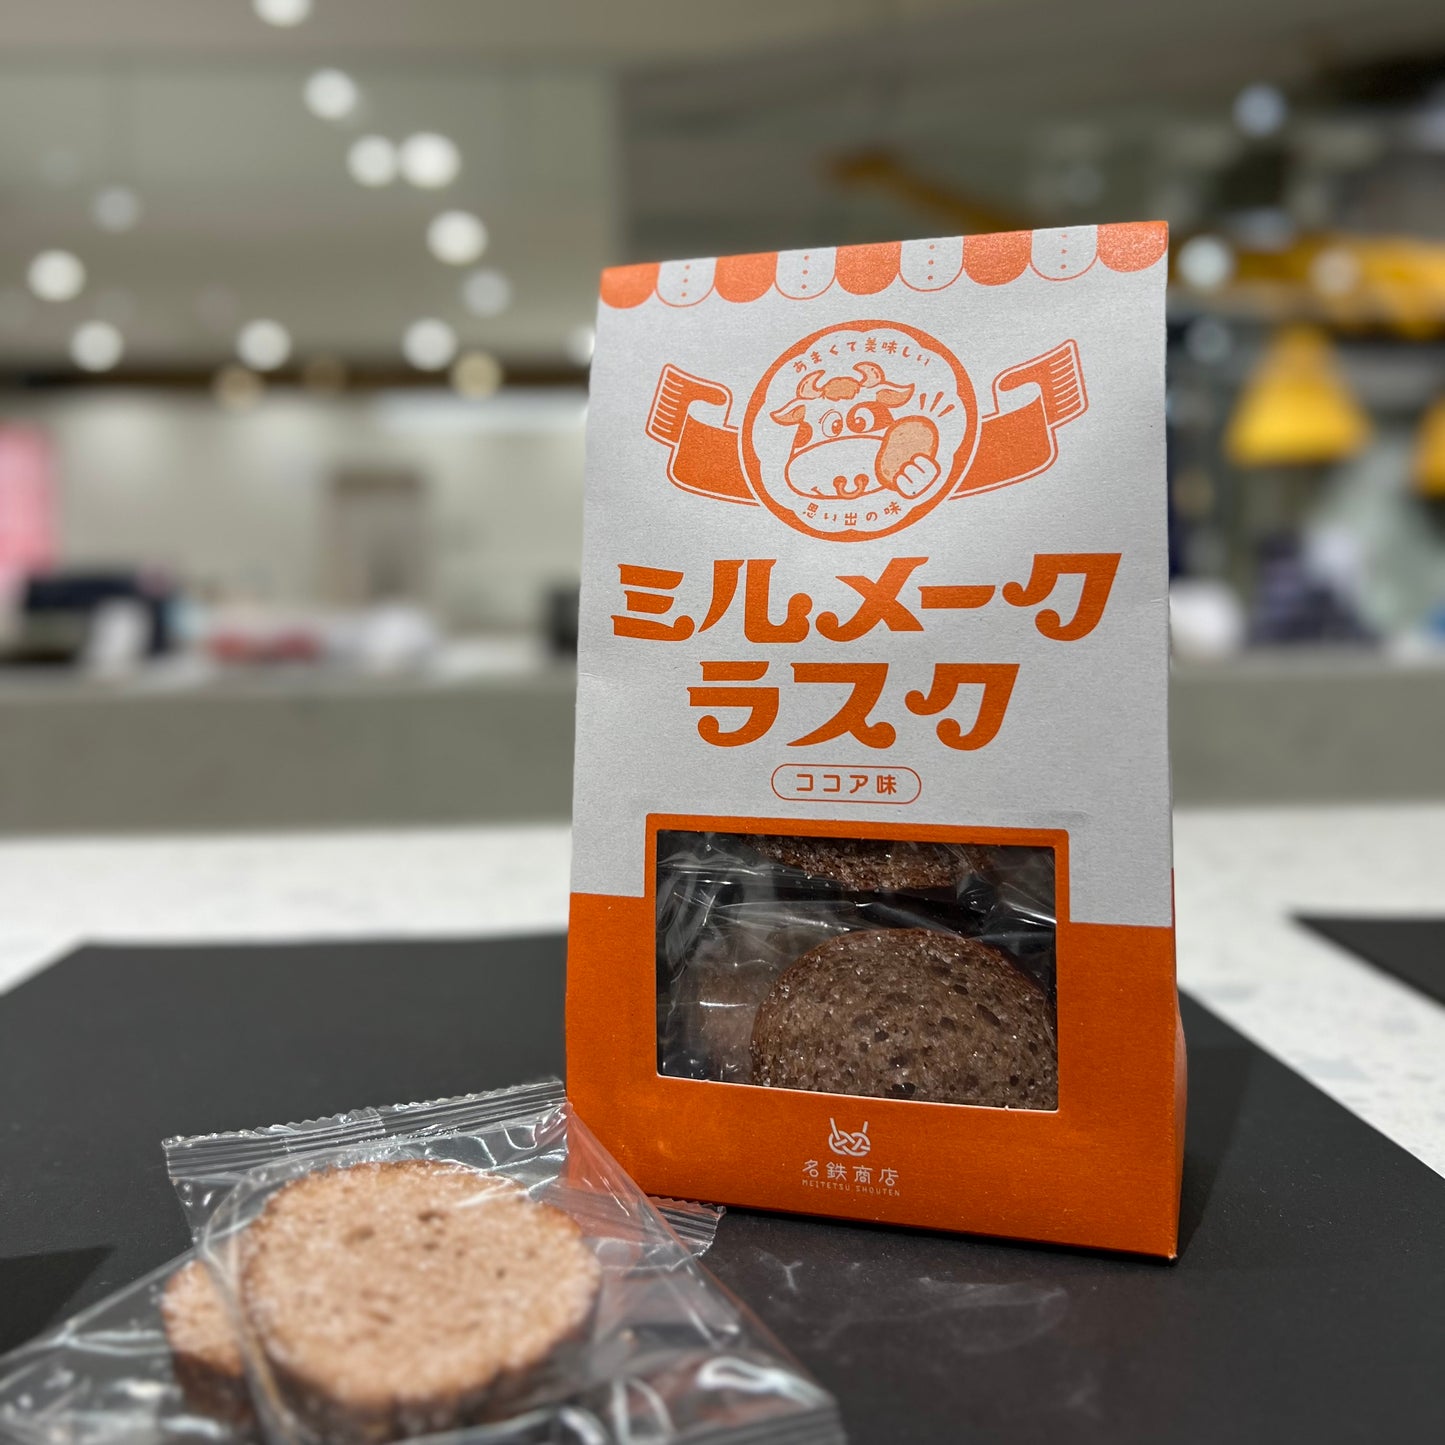 あまくて美味しい
思い出の味
ミルメーク
ラスク
ココア味
名鉄商店
MEITETSU SHOUTEN